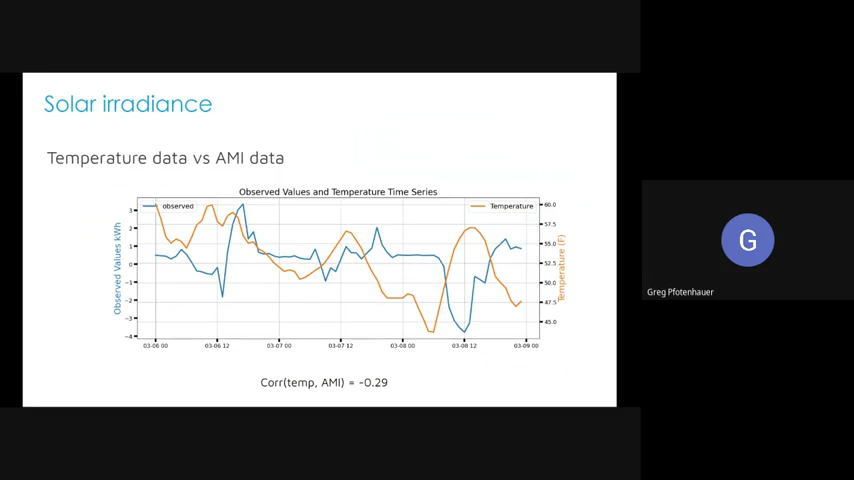 Solar irradiance
Temperature data vs AMI data
Observed Values and Temperature Time Series
observed
Temperature
3
2
1
0
−1
−2
−3
−4
Observed Values kWh
60.0
57.5
55.0
52.5
50.0
47.5
45.0
Temperature (F)
03-06 00
03-06 12
03-07 00
03-07 12
03-08 00
03-08 12
03-09 00
Corr(temp, AMI) = -0.29
G
Greg Pfotenhauer